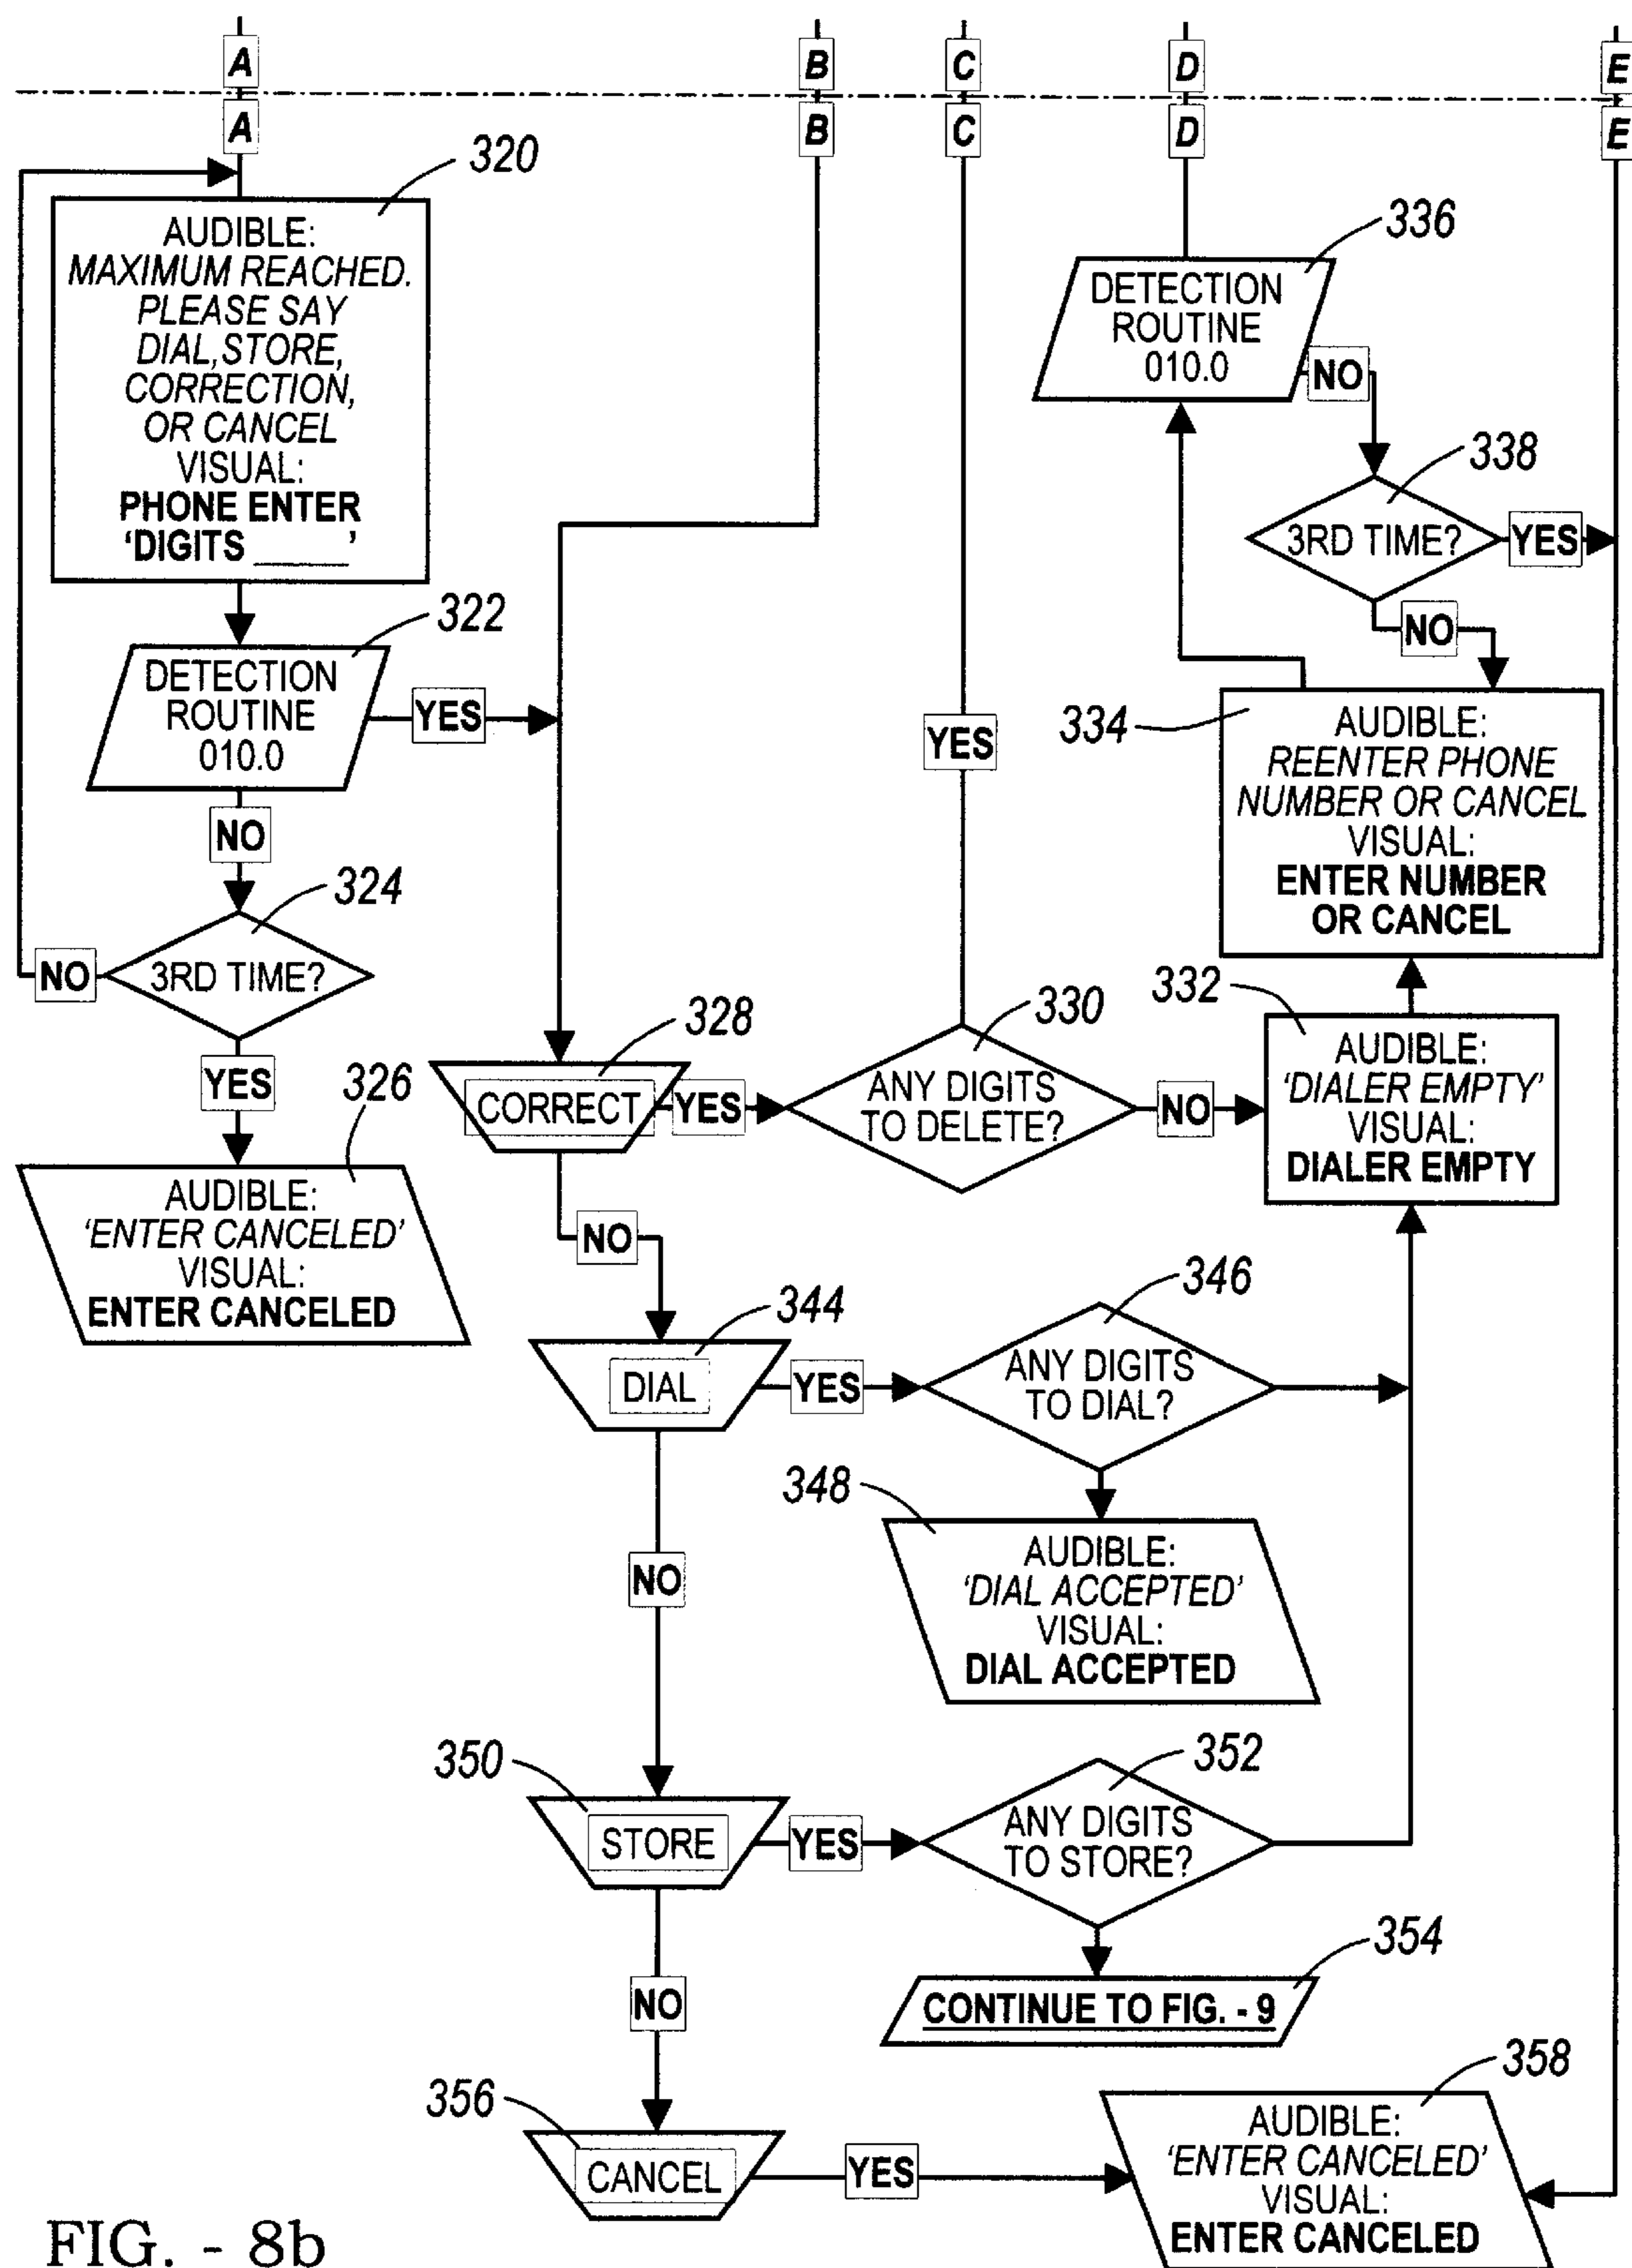 A
B
C
D
E
A
B
C
D
E
320
AUDIBLE:
MAXIMUM REACHED.
PLEASE SAY
DIAL,STORE,
CORRECTION,
OR CANCEL
VISUAL:
PHONE ENTER
‘DIGITS _____ ’
322
DETECTION
ROUTINE
010.0
YES
NO
324
3RD TIME?
NO
YES
326
AUDIBLE:
‘ENTER CANCELED’
VISUAL:
ENTER CANCELED
336
DETECTION
ROUTINE
010.0
NO
338
3RD TIME?
YES
NO
334
AUDIBLE:
REENTER PHONE
NUMBER OR CANCEL
VISUAL:
ENTER NUMBER
OR CANCEL
YES
332
AUDIBLE:
‘DIALER EMPTY’
VISUAL:
DIALER EMPTY
328
CORRECT
YES
330
ANY DIGITS
TO DELETE?
NO
NO
344
DIAL
YES
346
ANY DIGITS
TO DIAL?
348
AUDIBLE:
‘DIAL ACCEPTED’
VISUAL:
DIAL ACCEPTED
NO
350
STORE
YES
352
ANY DIGITS
TO STORE?
354
CONTINUE TO FIG. - 9
NO
356
CANCEL
YES
358
AUDIBLE:
‘ENTER CANCELED’
VISUAL:
ENTER CANCELED
FIG. - 8b